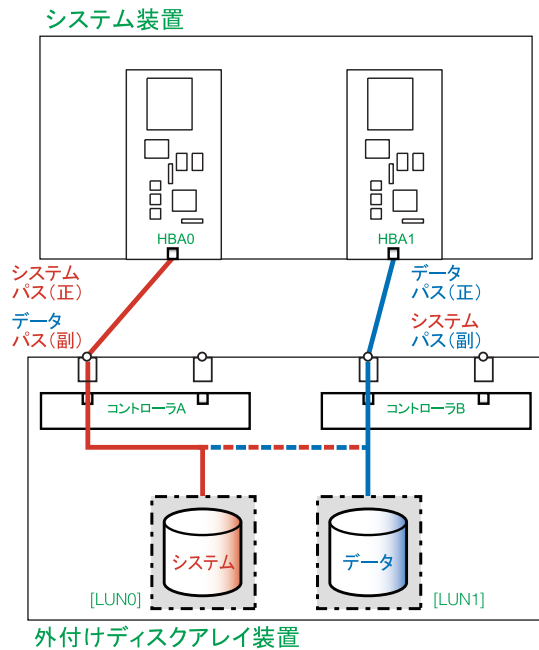 システム装置
HBA0
HBA1
システム
パス(正)
データ
パス(副)
データ
パス(正)
システム
パス(副)
コントローラA
コントローラB
システム
データ
[LUN0]
[LUN1]
外付けディスクアレイ装置